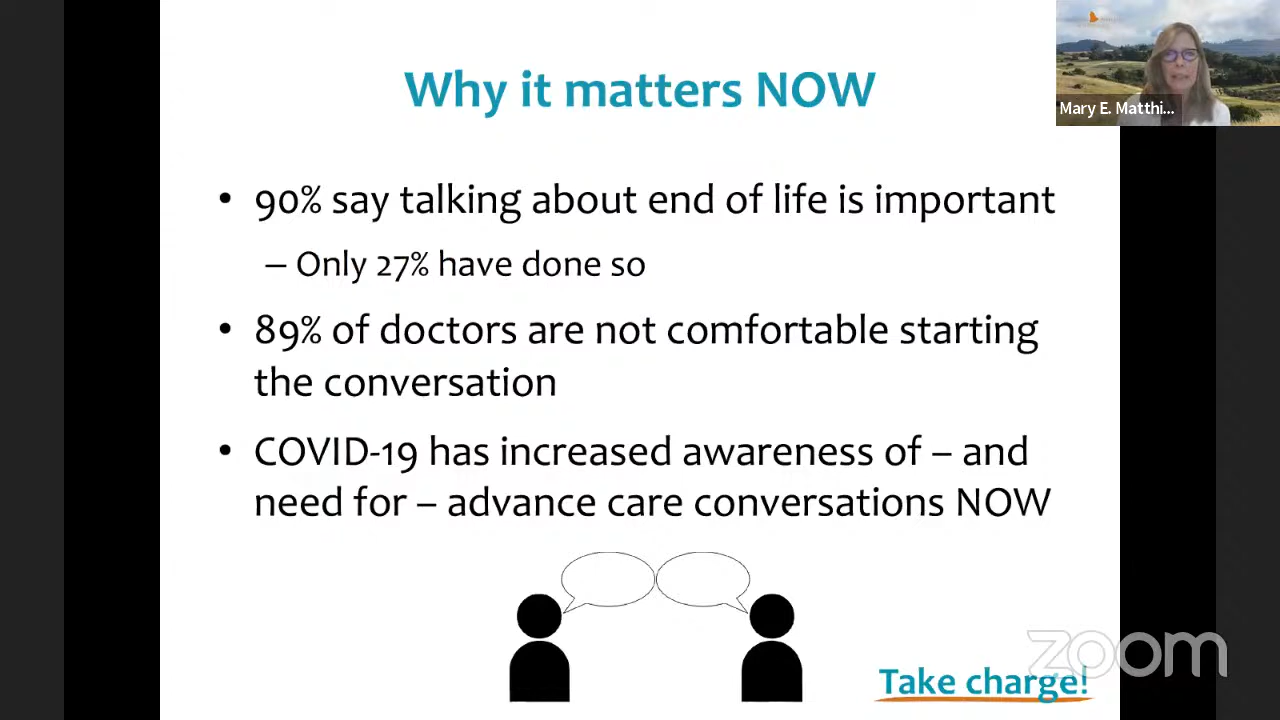 Why it matters NOW
Mary E. Matthi...
• 90% say talking about end of life is important
– Only 27% have done so
• 89% of doctors are not comfortable starting
the conversation
• COVID-19 has increased awareness of – and
need for – advance care conversations NOW
zoom
Take charge!